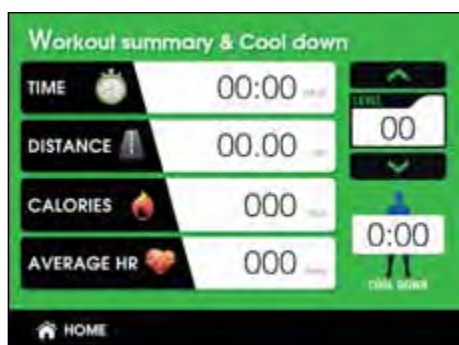 Workout summary & Cool down
TIME 00:00
DISTANCE 00.00
CALORIES 000
AVERAGE HR 000
LEVEL
00
0:00
COOL DOWN
HOME